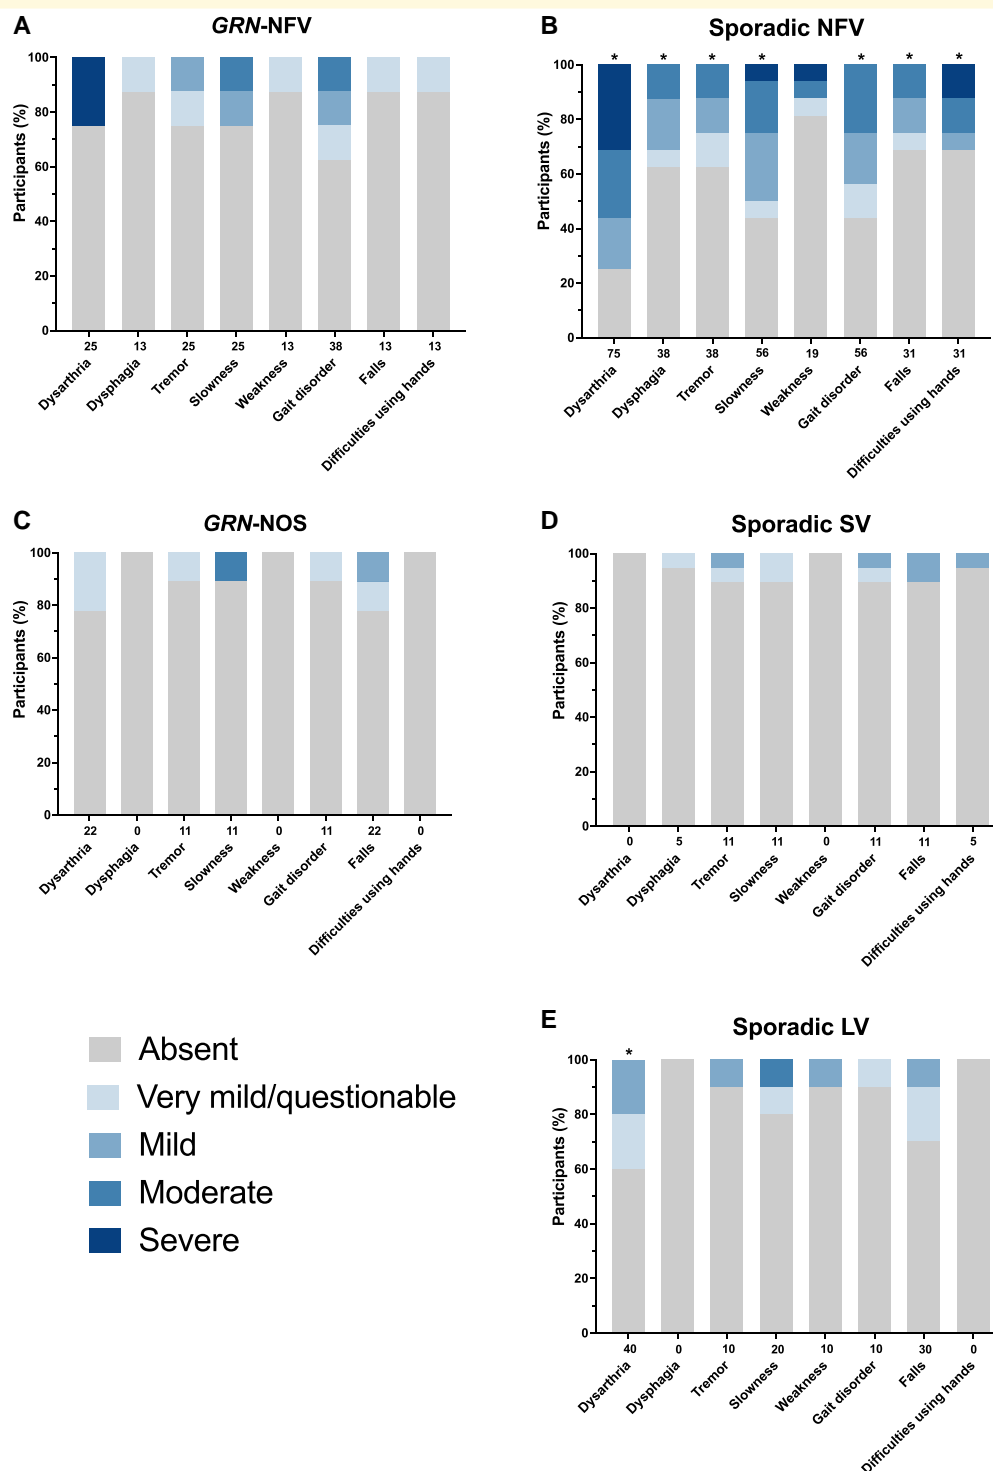 A
GRN-NFV
Participants (%)
100
80
60
40
20
0
25 13 25 25 13 38 13 13
Dysarthria
Dysphagia
Tremor
Slowness
Weakness
Gait disorder
Falls
Difficulties using hands
B
Sporadic NFV
* * * * * * *
Participants (%)
100
80
60
40
20
0
75 38 38 56 19 56 31 31
Dysarthria
Dysphagia
Tremor
Slowness
Weakness
Gait disorder
Falls
Difficulties using hands
C
GRN-NOS
Participants (%)
100
80
60
40
20
0
22 0 11 11 0 11 22 0
Dysarthria
Dysphagia
Tremor
Slowness
Weakness
Gait disorder
Falls
Difficulties using hands
D
Sporadic SV
Participants (%)
100
80
60
40
20
0
0 5 11 11 0 11 11 5
Dysarthria
Dysphagia
Tremor
Slowness
Weakness
Gait disorder
Falls
Difficulties using hands
Absent
Very mild/questionable
Mild
Moderate
Severe
E
Sporadic LV
*
Participants (%)
100
80
60
40
20
0
40 0 10 20 10 10 30 0
Dysarthria
Dysphagia
Tremor
Slowness
Weakness
Gait disorder
Falls
Difficulties using hands